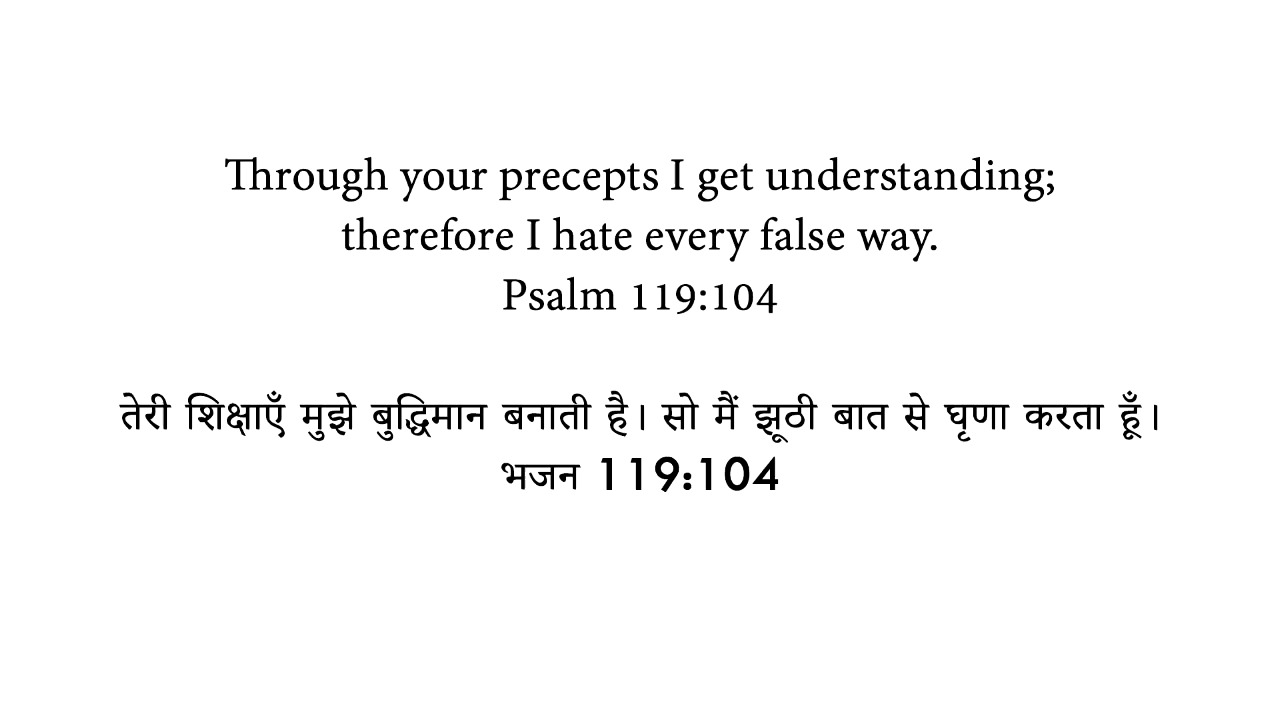 Through your precepts I get understanding;
therefore I hate every false way.
Psalm 119:104
तेरी शिक्षाएँ मुझे बुद्धिमान बनाती है। सो मैं झूठी बात से घृणा करता हूँ।
भजन 119:104